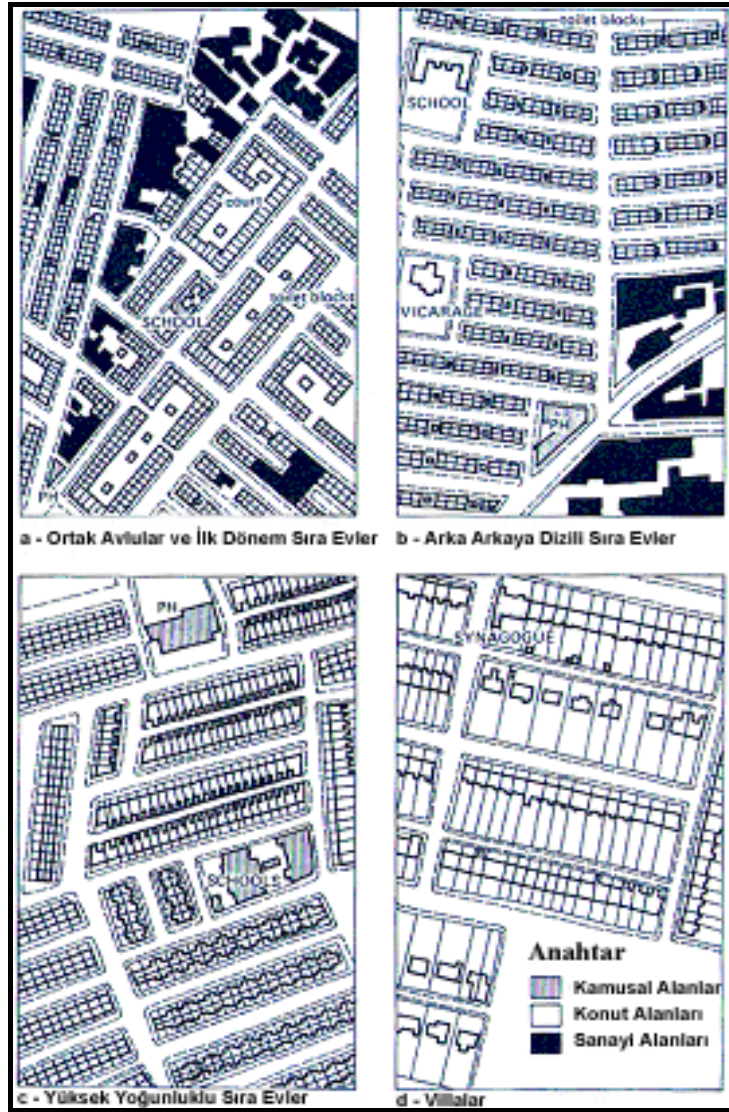 court
toilet blocks
SCHOOL
PH
a - Ortak Avlular ve İlk Dönem Sıra Evler
toilet blocks
SCHOOL
VICARAGE
PH
b - Arka Arkaya Dizili Sıra Evler
PH
SCHOOLS
c - Yüksek Yoğunluklu Sıra Evler
SYNAGOGUE
Anahtar
Kamusal Alanlar
Konut Alanları
Sanayi Alanları
d - Villalar